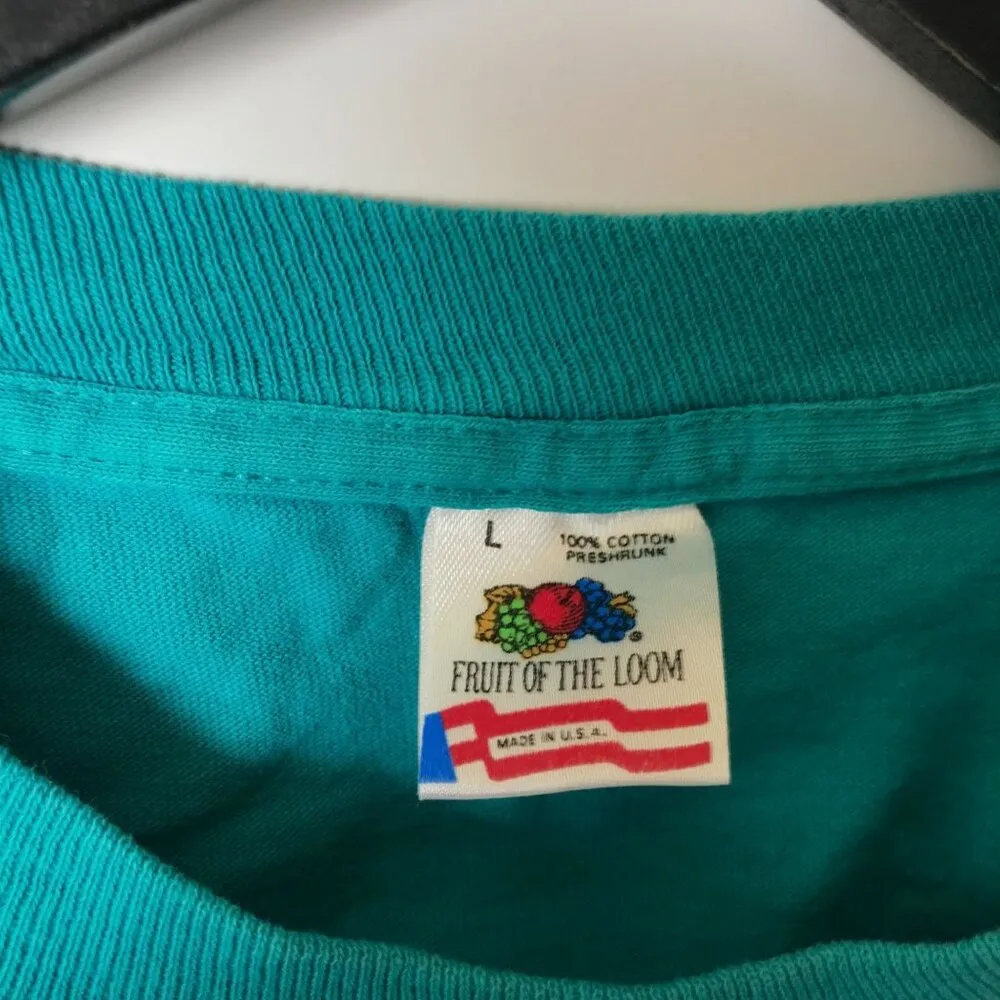 L
100% COTTON
PRESHRUNK
®
FRUIT OF THE LOOM
MADE IN U.S.A.